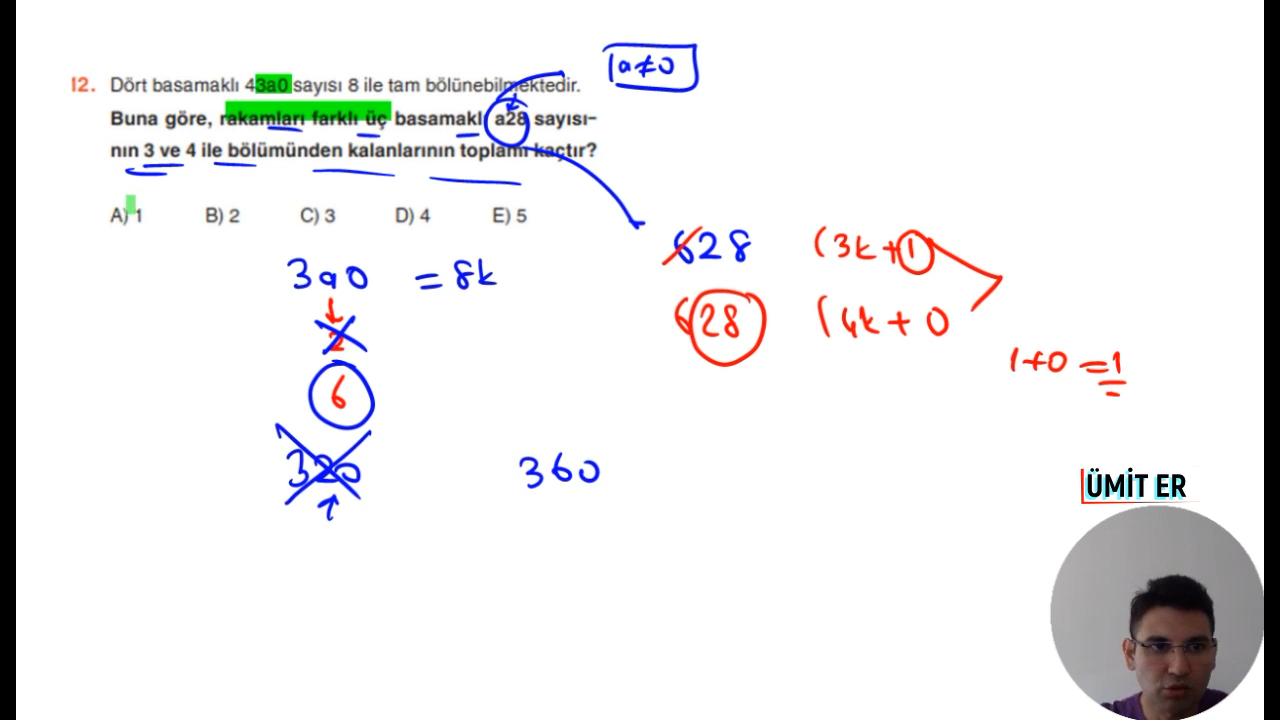 a≠0
12. Dört basamaklı 43a0 sayısı 8 ile tam bölünebilmektedir.
Buna göre, rakamları farklı üç basamaklı a28 sayısı-
nın 3 ve 4 ile bölümünden kalanlarının toplamı kaçtır?
A) 1 B) 2 C) 3 D) 4 E) 5
3a0 = 8k
2
6
320 360
628 (3k+1
628 (4k+0
1+0 =1
ÜMİT ER